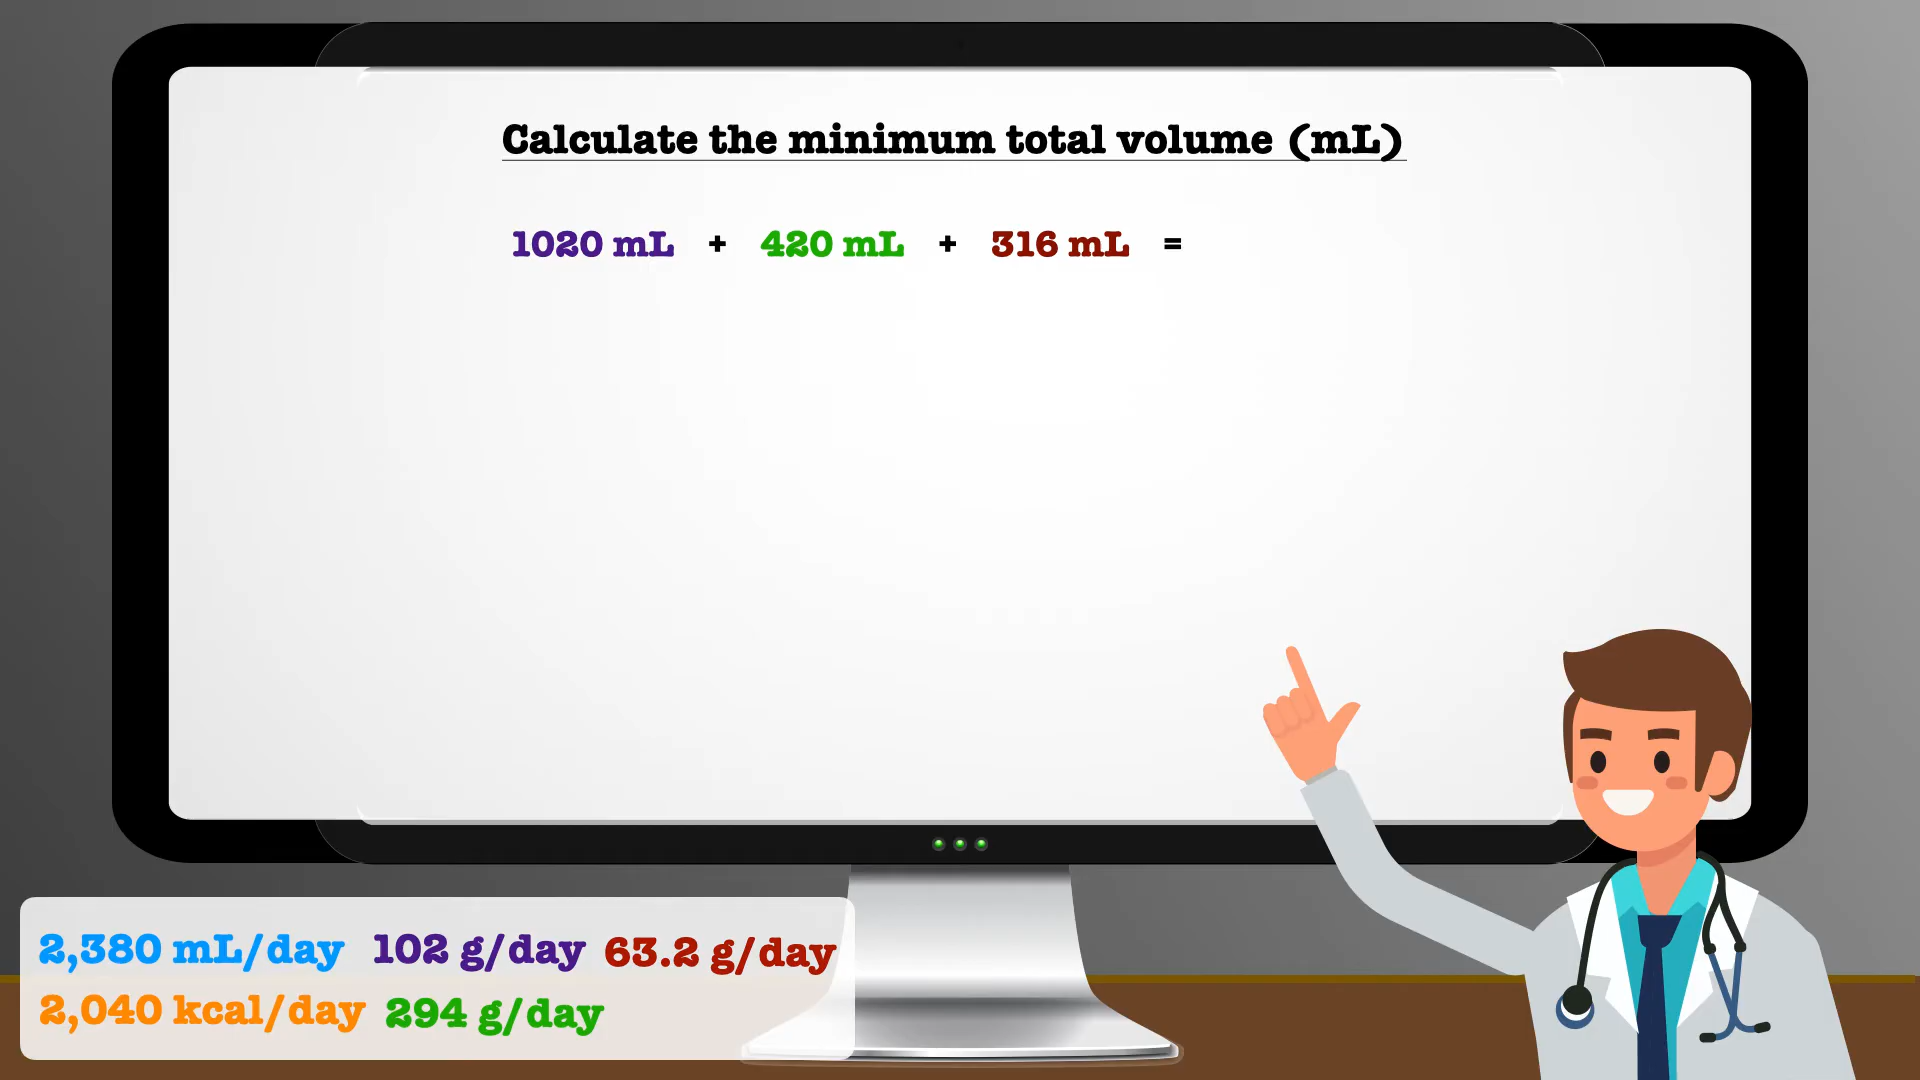 Calculate the minimum total volume (mL)
1020 mL + 420 mL + 316 mL =
2,380 mL/day 102 g/day 63.2 g/day
2,040 kcal/day 294 g/day